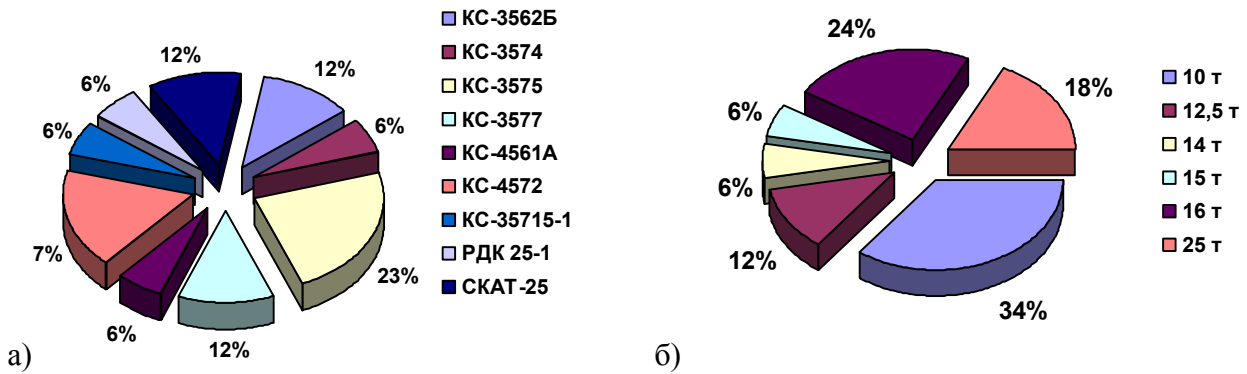 12%
12%
6%
6%
6%
7%
23%
6%
12%
КС-3562Б
КС-3574
КС-3575
КС-3577
КС-4561А
КС-4572
КС-35715-1
РДК 25-1
СКАТ-25
а)
24%
18%
6%
6%
12%
34%
10 т
12,5 т
14 т
15 т
16 т
25 т
б)